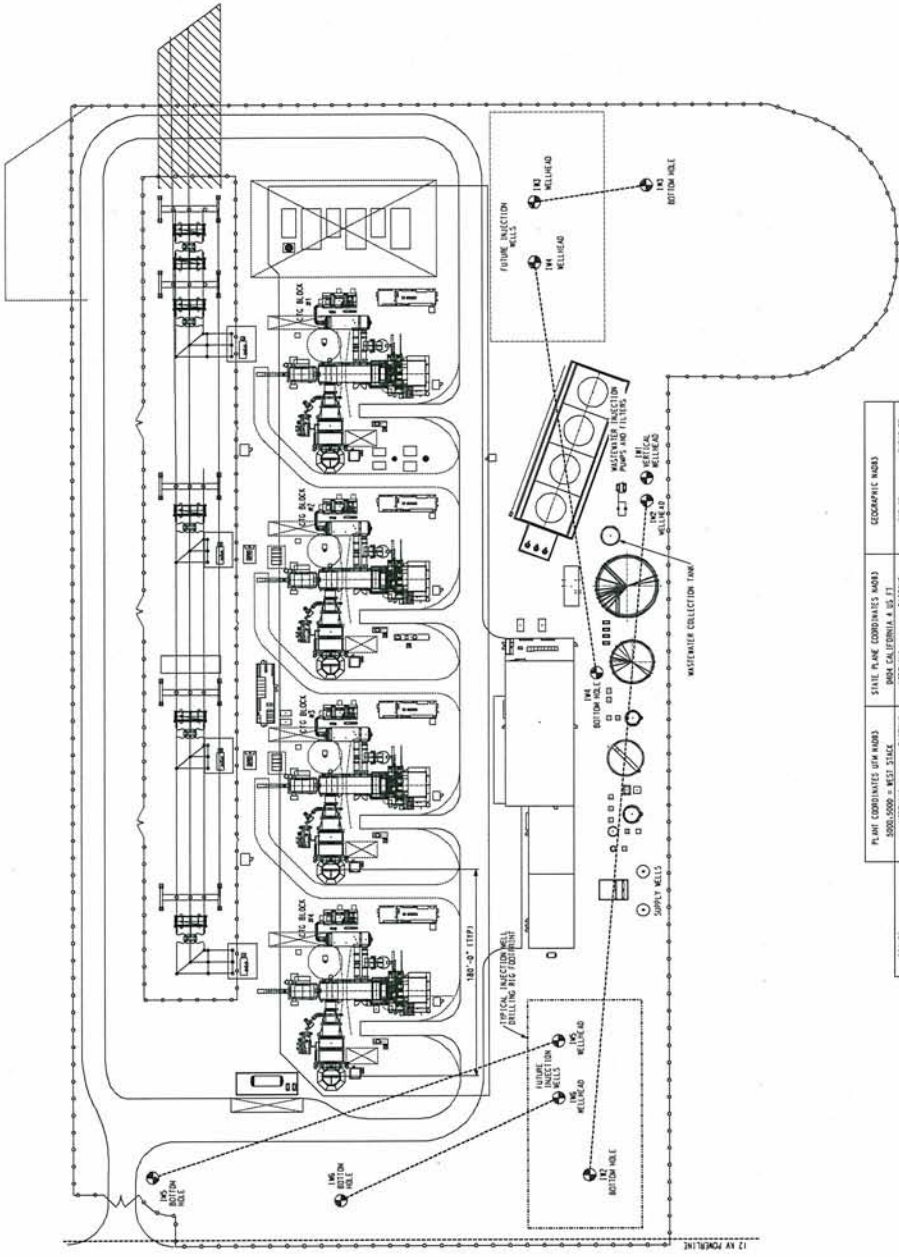 CTG BLOCK
#1
CTG BLOCK
#2
CTG BLOCK
#3
CTG BLOCK
#4
180'-0" (TYP)
FUTURE INJECTION
WELLS
IW3
WELLHEAD
IW4
WELLHEAD
IW3
BOTTOM HOLE
WASTEWATER INJECTION
PUMPS AND FILTERS
IW1
VERTICAL
WELLHEAD
IW2
WELLHEAD
WASTEWATER COLLECTION TANK
IW4
BOTTOM HOLE
SUPPLY WELLS
TYPICAL INJECTION WELL
DRILLING RIG FOOTPRINT
FUTURE
INJECTION
WELLS
IW5
WELLHEAD
IW6
WELLHEAD
IW2
BOTTOM HOLE
IW5
BOTTOM
HOLE
IW6
BOTTOM
HOLE
12 KV POWERLINE
PLANT COORDINATES UTM NAD83
5000,5000 = WEST STACK
STATE PLANE COORDINATES NAD83
0404 CALIFORNIA 4 US FT
GEOGRAPHIC NAD83